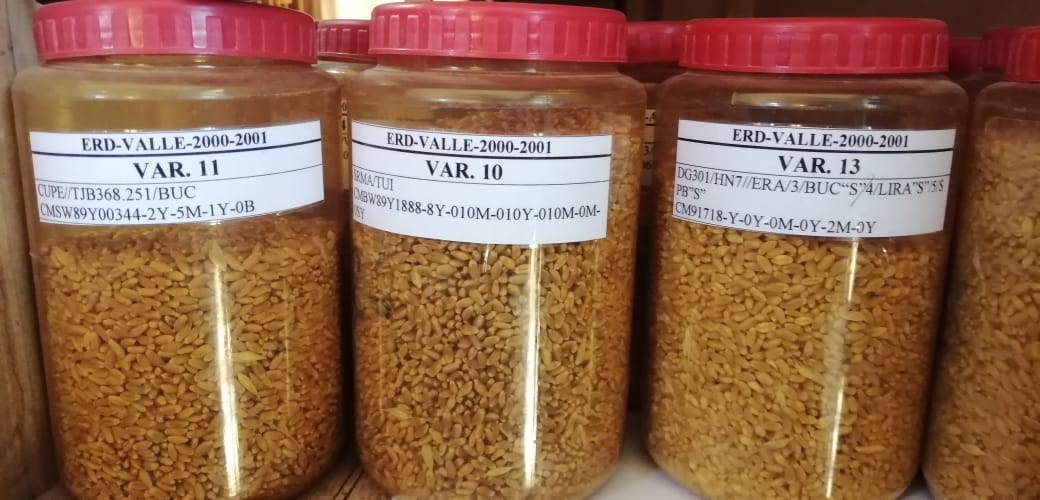 ERD-VALLE-2000-2001
VAR. 11
CUPE//TJB368.251/BUC
CMSW89Y00344-2Y-5M-1Y-0B
ERD-VALLE-2000-2001
VAR. 10
SRMA/TUI
CMBW89Y1888-8Y-010M-010Y-010M-0M-
0SY
ERD-VALLE-2000-2001
VAR. 13
DG301/HN7//ERA/3/BUC“S”4/LIRA”S”/5/S
PB”S”
CM91718-Y-0Y-0M-0Y-2M-0Y